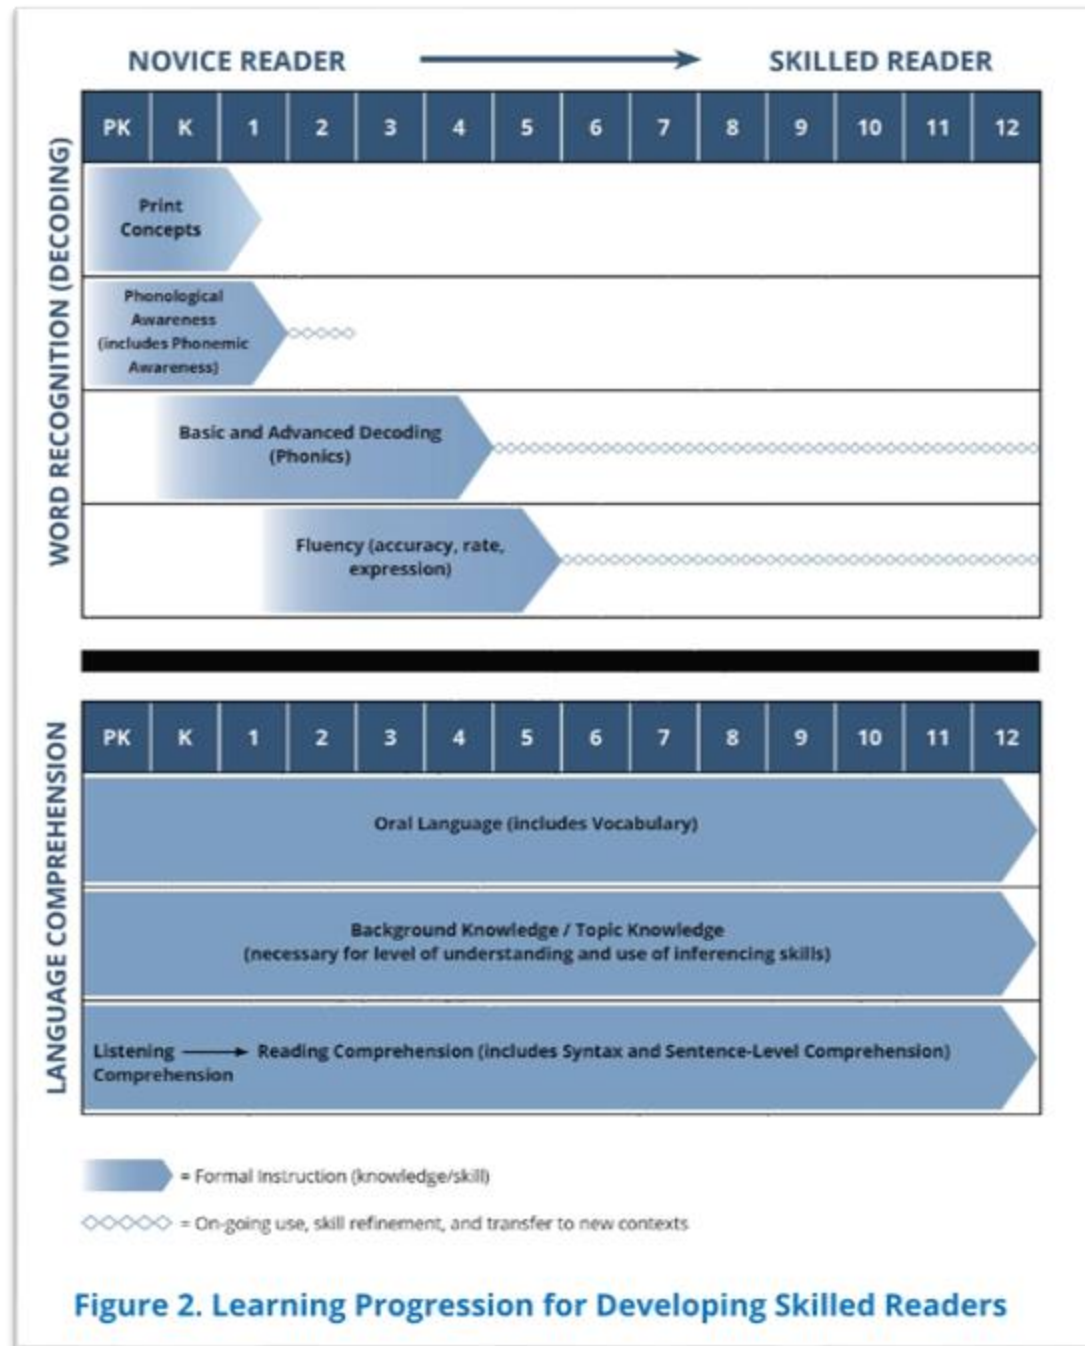 NOVICE READER
SKILLED READER
WORD RECOGNITION (DECODING)
PK K 1 2 3 4 5 6 7 8 9 10 11 12
Print
Concepts
Phonological
Awareness
(includes Phonemic
Awareness)
Basic and Advanced Decoding
(Phonics)
Fluency (accuracy, rate,
expression)
LANGUAGE COMPREHENSION
PK K 1 2 3 4 5 6 7 8 9 10 11 12
Oral Language (includes Vocabulary)
Background Knowledge / Topic Knowledge
(necessary for level of understanding and use of inferencing skills)
Listening
Comprehension
Reading Comprehension (includes Syntax and Sentence-Level Comprehension)
= Formal Instruction (knowledge/skill)
= On-going use, skill refinement, and transfer to new contexts
Figure 2. Learning Progression for Developing Skilled Readers